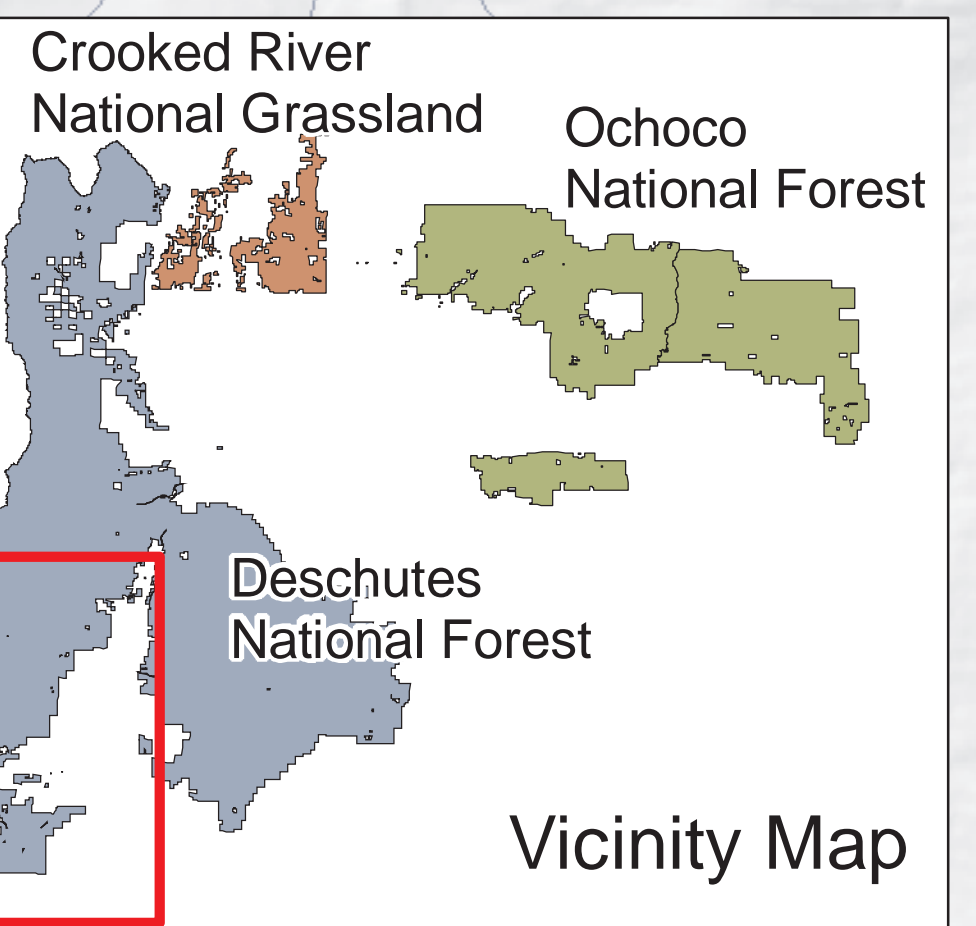 Crooked River
National Grassland
Ochoco
National Forest
Deschutes
National Forest
Vicinity Map